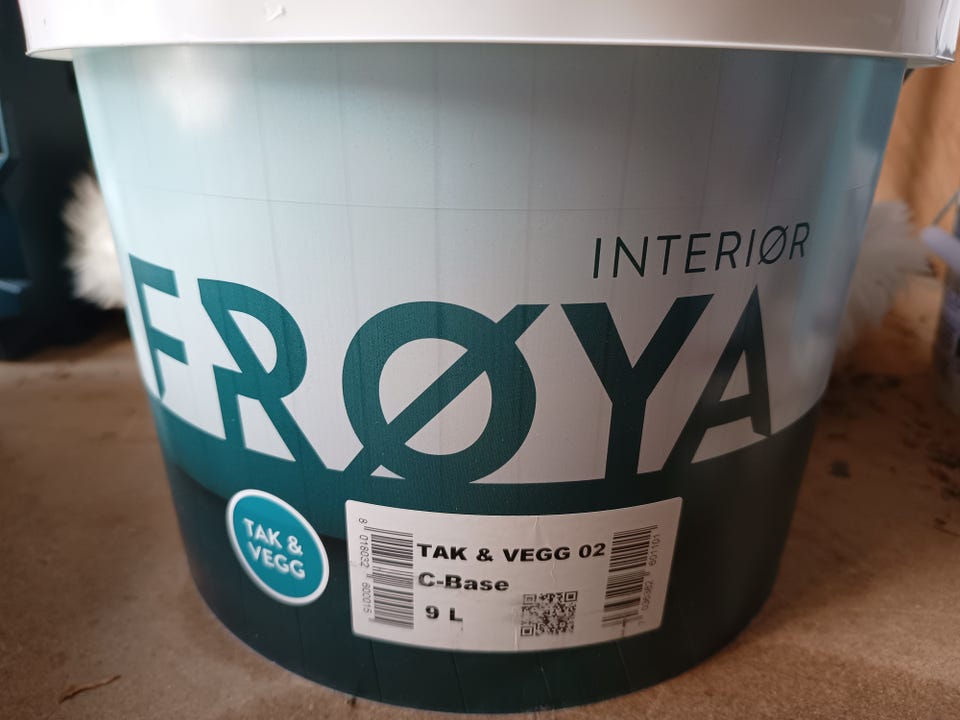 INTERIØR
FRØYA
TAK &
VEGG
TAK & VEGG 02
C-Base
9 L